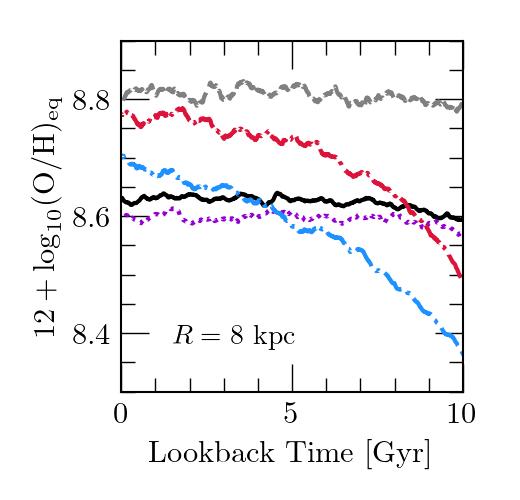 12 + log₁₀(O/H)ₑq
8.8
8.6
8.4
R = 8 kpc
0 5 10
Lookback Time [Gyr]